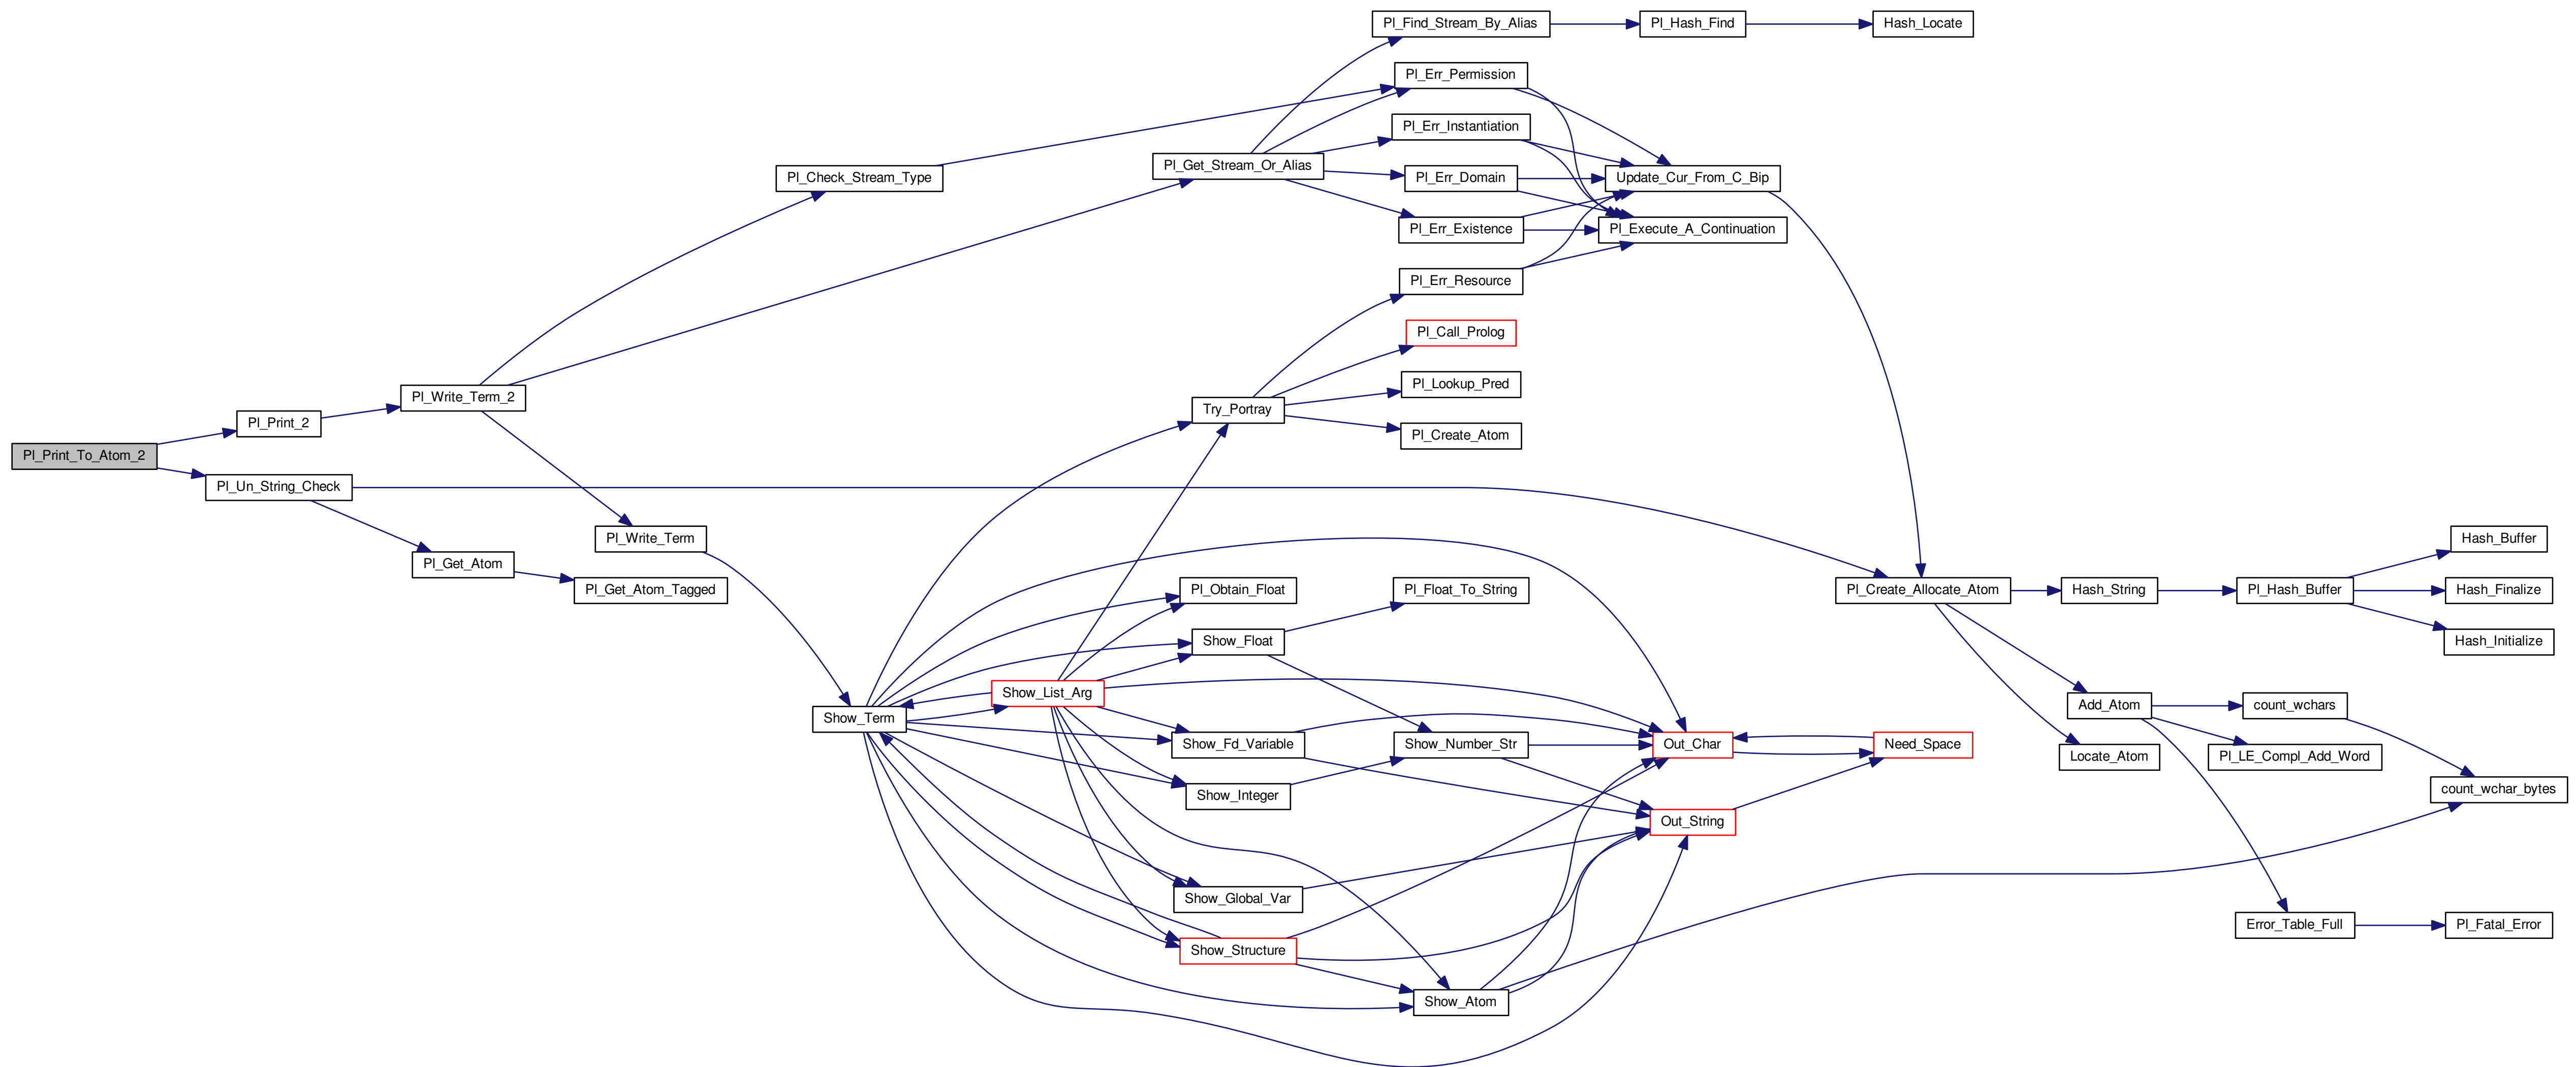 Pl_Find_Stream_By_Alias
Pl_Hash_Find
Hash_Locate
Pl_Err_Permission
Pl_Err_Instantiation
Pl_Get_Stream_Or_Alias
Pl_Check_Stream_Type
Pl_Err_Domain
Update_Cur_From_C_Bip
Pl_Err_Existence
Pl_Execute_A_Continuation
Pl_Err_Resource
Pl_Call_Prolog
Pl_Lookup_Pred
Pl_Write_Term_2
Try_Portray
Pl_Print_2
Pl_Create_Atom
Pl_Print_To_Atom_2
Pl_Un_String_Check
Pl_Write_Term
Hash_Buffer
Pl_Get_Atom
Pl_Get_Atom_Tagged
Pl_Obtain_Float
Pl_Float_To_String
Pl_Create_Allocate_Atom
Hash_String
Pl_Hash_Buffer
Hash_Finalize
Show_Float
Hash_Initialize
Show_List_Arg
Add_Atom
count_wchars
Show_Term
Show_Fd_Variable
Show_Number_Str
Out_Char
Need_Space
Locate_Atom
Pl_LE_Compl_Add_Word
Show_Integer
count_wchar_bytes
Out_String
Show_Global_Var
Error_Table_Full
Pl_Fatal_Error
Show_Structure
Show_Atom